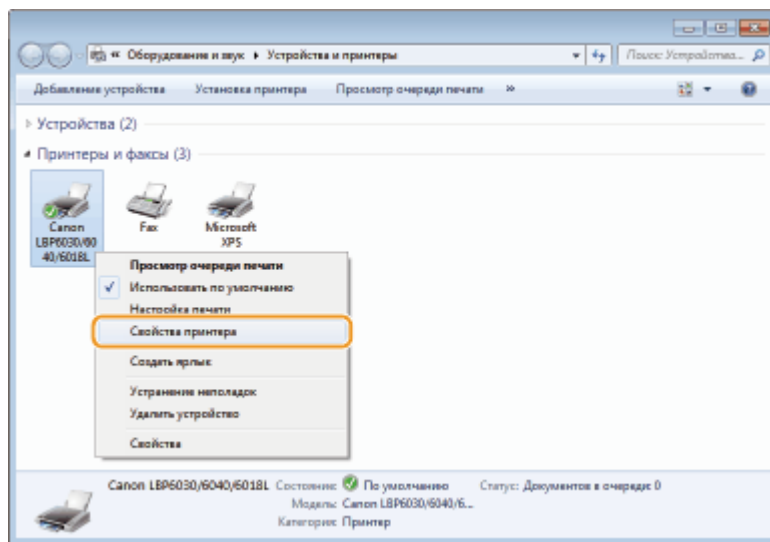 « Оборудование и звук ▸ Устройства и принтеры
Поиск: Устройства...
Добавление устройства Установка принтера Просмотр очереди печати »
Устройства (2)
Принтеры и факсы (3)
Canon LBP6030/60 40/6018L
Fax
Microsoft XPS
Просмотр очереди печати
Использовать по умолчанию
Настройка печати
Свойства принтера
Создать ярлык
Устранение неполадок
Удалить устройство
Свойства
Canon LBP6030/6040/6018L Состояние: По умолчанию Статус: Документов в очереди: 0
Модель: Canon LBP6030/6040/6...
Категория: Принтер